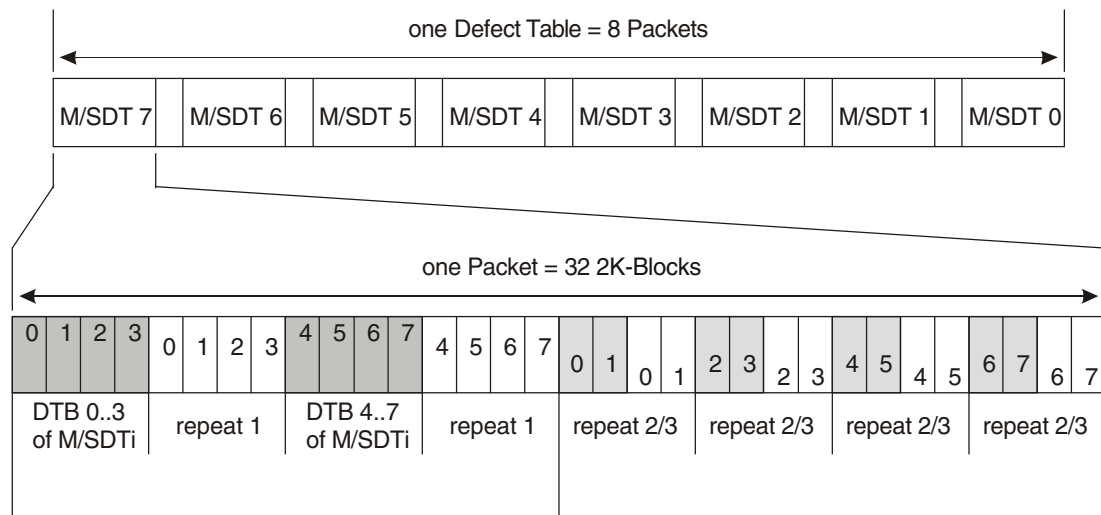 one Defect Table = 8 Packets
M/SDT 7 M/SDT 6 M/SDT 5 M/SDT 4 M/SDT 3 M/SDT 2 M/SDT 1 M/SDT 0
one Packet = 32 2K-Blocks
0 1 2 3 0 1 2 3 4 5 6 7 4 5 6 7 0 1 0 1 2 3 2 3 4 5 4 5 6 7 6 7
DTB 0..3 repeat 1 DTB 4..7 repeat 1 repeat 2/3 repeat 2/3 repeat 2/3 repeat 2/3
of M/SDTi of M/SDTi